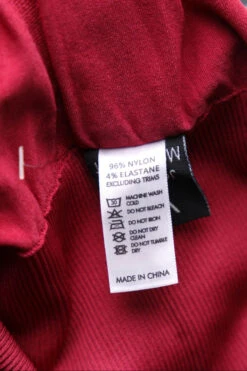 96% NYLON
4% ELASTANE
EXCLUDING TRIMS
30
MACHINE WASH
COLD
DO NOT BLEACH
DO NOT IRON
DO NOT DRY
CLEAN
DO NOT TUMBLE
DRY
MADE IN CHINA